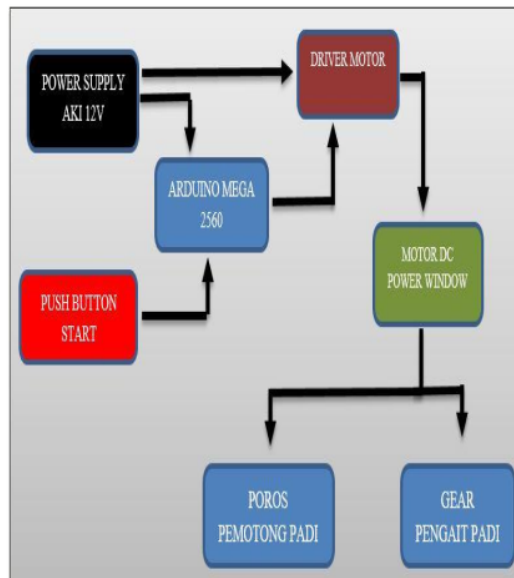 POWER SUPPLY
AKI 12V
DRIVER MOTOR
ARDUINO MEGA
2560
PUSH BUTTON
START
MOTOR DC
POWER WINDOW
POROS
PEMOTONG PADI
GEAR
PENGAIT PADI